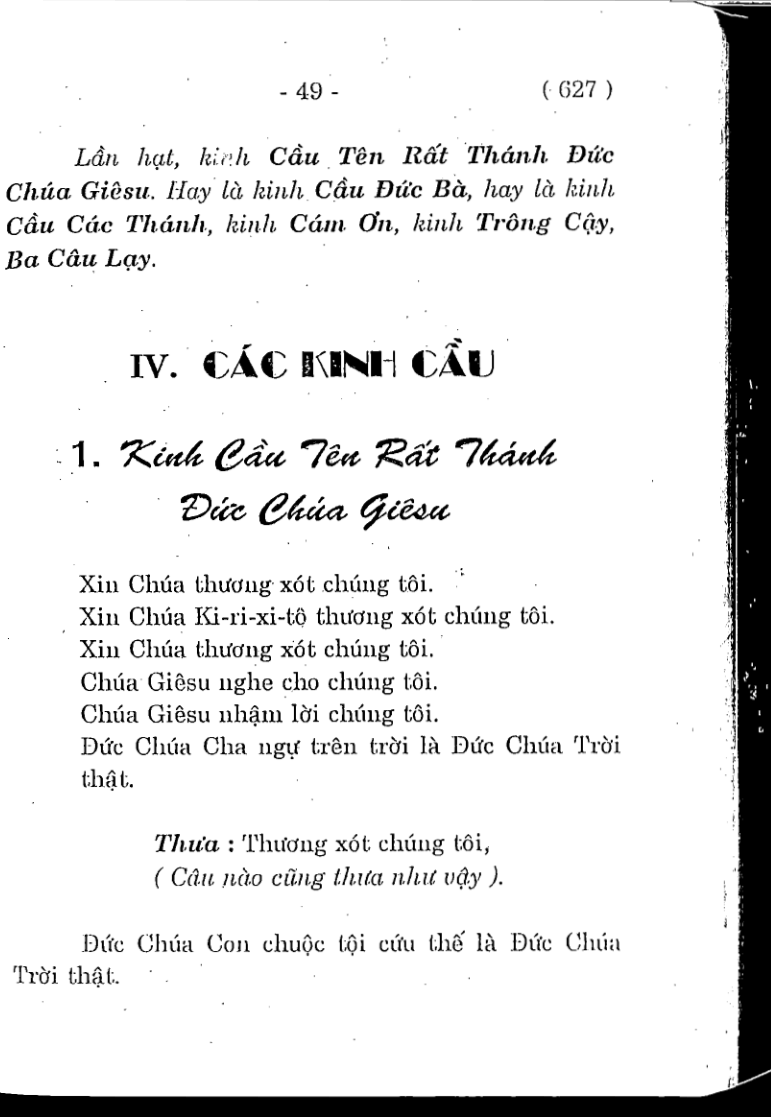 - 49 - ( 627 )
Lần hạt, kinh Cầu Tên Rất Thánh Đức
Chúa Giêsu. Hay là kinh Cầu Đức Bà, hay là kinh
Cầu Các Thánh, kinh Cám Ơn, kinh Trông Cậy,
Ba Câu Lạy.
IV. CÁC KINH CẦU
1. Kinh Cầu Tên Rất Thánh
Đức Chúa Giêsu
Xin Chúa thương xót chúng tôi.
Xin Chúa Ki-ri-xi-tô thương xót chúng tôi.
Xin Chúa thương xót chúng tôi.
Chúa Giêsu nghe cho chúng tôi.
Chúa Giêsu nhậm lời chúng tôi.
Đức Chúa Cha ngự trên trời là Đức Chúa Trời
thật.
Thưa : Thương xót chúng tôi,
( Câu nào cũng thưa như vậy ).
Đức Chúa Con chuộc tội cứu thế là Đức Chúa
Trời thật.